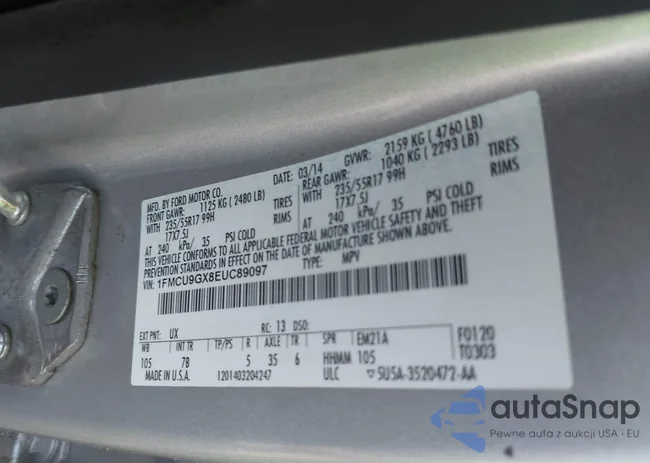 MFD. BY FORD MOTOR CO.
DATE: 03/14 GVWR: 2159 KG (4760 LB)
FRONT GAWR: 1125 KG (2480 LB) REAR GAWR: 1040 KG (2293 LB)
WITH 235/55R17 99H TIRES WITH 235/55R17 99H TIRES
17X7.5J RIMS 17X7.5J RIMS
AT 240 kPa/ 35 PSI COLD AT 240 kPa/ 35 PSI COLD
THIS VEHICLE CONFORMS TO ALL APPLICABLE FEDERAL MOTOR VEHICLE SAFETY AND THEFT
PREVENTION STANDARDS IN EFFECT ON THE DATE OF MANUFACTURE SHOWN ABOVE.
VIN: 1FMCU9GX8EUC89097 TYPE: MPV
EXT PNT: UX RC: 13 DSO:
WB INT TR TP/PS R AXLE TR SPR EM21A F0120
105 7B 5 35 6 HHMM 105 T0303
MADE IN U.S.A. 1201403204247 ULC SUSA-3520472-AA
autaSnap
Pewne auta z aukcji USA i EU